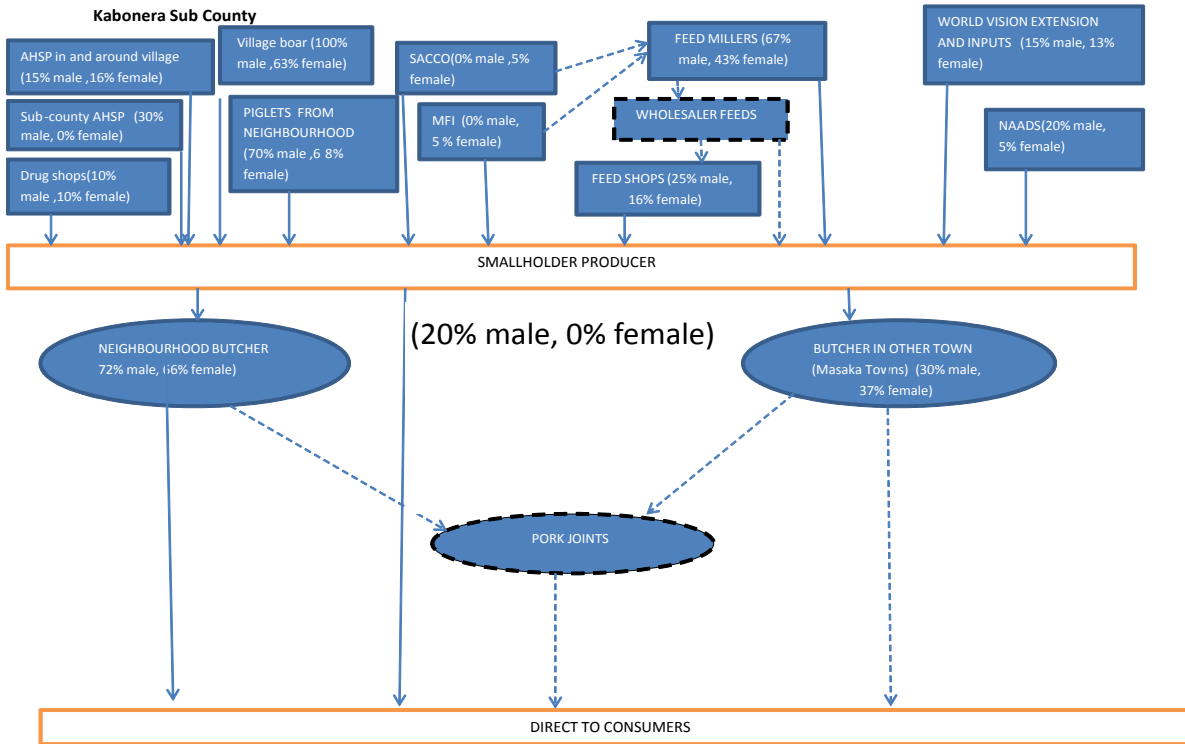 Kabonera Sub County
AHSP in and around village
(15% male ,16% female)
Village boar (100%
male ,63% female)
SACCO(0% male ,5%
female)
FEED MILLERS (67%
male, 43% female)
WORLD VISION EXTENSION
AND INPUTS (15% male, 13%
female)
Sub-county AHSP (30%
male, 0% female)
PIGLETS FROM
NEIGHBOURHOOD
(70% male ,6 8%
female)
MFI (0% male,
5 % female)
WHOLESALER FEEDS
NAADS(20% male,
5% female)
Drug shops(10%
male ,10% female)
FEED SHOPS (25% male,
16% female)
SMALLHOLDER PRODUCER
(20% male, 0% female)
NEIGHBOURHOOD BUTCHER
72% male, 66% female)
BUTCHER IN OTHER TOWN
(Masaka Towns) (30% male,
37% female)
PORK JOINTS
DIRECT TO CONSUMERS